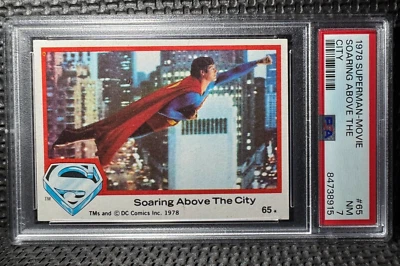 TM
Soaring Above The City
TMs and © DC Comics Inc. 1978
65
1978 SUPERMAN-MOVIE
SOARING ABOVE THE
CITY
PSA
#65
NM
7
84738915